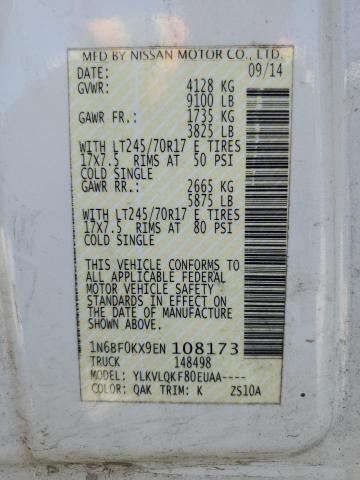 MFD BY NISSAN MOTOR CO., LTD.
DATE: 09/14
GVWR: 4128 KG
9100 LB
GAWR FR: 1735 KG
3825 LB
WITH LT245/70R17 E TIRES
17X7.5 RIMS AT 50 PSI
COLD SINGLE
GAWR RR: 2665 KG
5875 LB
WITH LT245/70R17 E TIRES
17X7.5 RIMS AT 80 PSI
COLD SINGLE
THIS VEHICLE CONFORMS TO
ALL APPLICABLE FEDERAL
MOTOR VEHICLE SAFETY
STANDARDS IN EFFECT
ON THE DATE OF
MANUFACTURE SHOWN ABOVE.
1N6BF0KX9EN 108173
TRUCK 148498
MODEL: YLKVLQKF80EUAA----
COLOR: QAK TRIM: K ZS10A